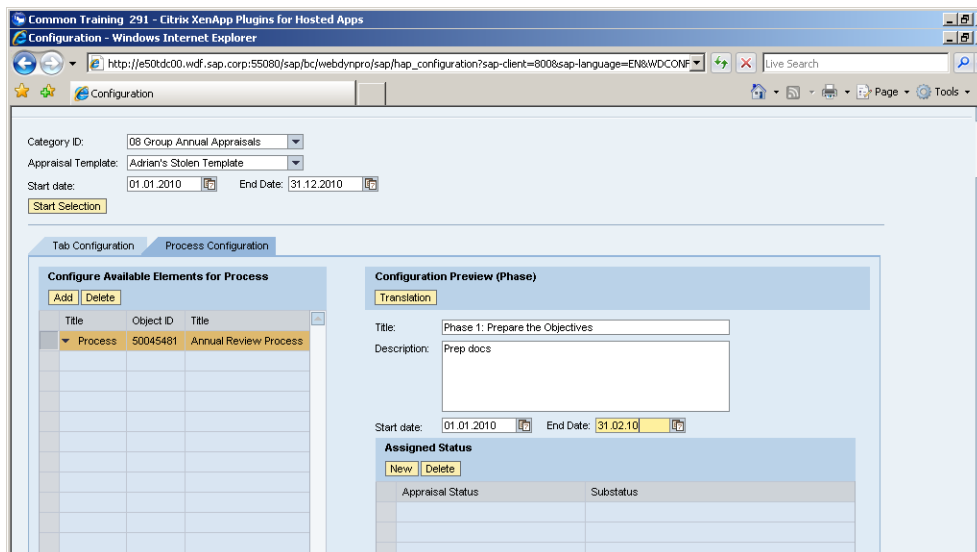 Common Training  291 - Citrix XenApp Plugins for Hosted Apps
Configuration - Windows Internet Explorer
http://e50tdc00.wdf.sap.corp:55080/sap/bc/webdynpro/sap/hap_configuration?sap-client=800&sap-language=EN&WDCONF
Live Search
Configuration
Page
Tools
Category ID: 08 Group Annual Appraisals
Appraisal Template: Adrian's Stolen Template
Start date: 01.01.2010 End Date: 31.12.2010
Start Selection
Tab Configuration Process Configuration
Configure Available Elements for Process
Add Delete
Title Object ID Title
Process 50045481 Annual Review Process
Configuration Preview (Phase)
Translation
Title: Phase 1: Prepare the Objectives
Description: Prep docs
Start date: 01.01.2010 End Date: 31.02.10
Assigned Status
New Delete
Appraisal Status Substatus